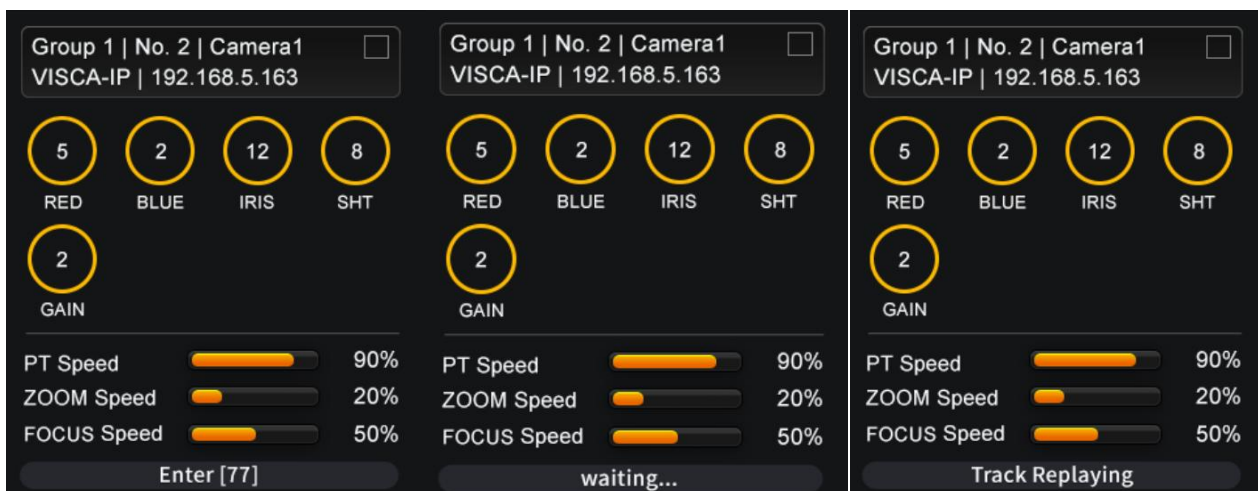 Group 1 | No. 2 | Camera1
VISCA-IP | 192.168.5.163
5 2 12 8
RED BLUE IRIS SHT
2
GAIN
PT Speed 90%
ZOOM Speed 20%
FOCUS Speed 50%
Enter [77]
Group 1 | No. 2 | Camera1
VISCA-IP | 192.168.5.163
5 2 12 8
RED BLUE IRIS SHT
2
GAIN
PT Speed 90%
ZOOM Speed 20%
FOCUS Speed 50%
waiting...
Group 1 | No. 2 | Camera1
VISCA-IP | 192.168.5.163
5 2 12 8
RED BLUE IRIS SHT
2
GAIN
PT Speed 90%
ZOOM Speed 20%
FOCUS Speed 50%
Track Replaying